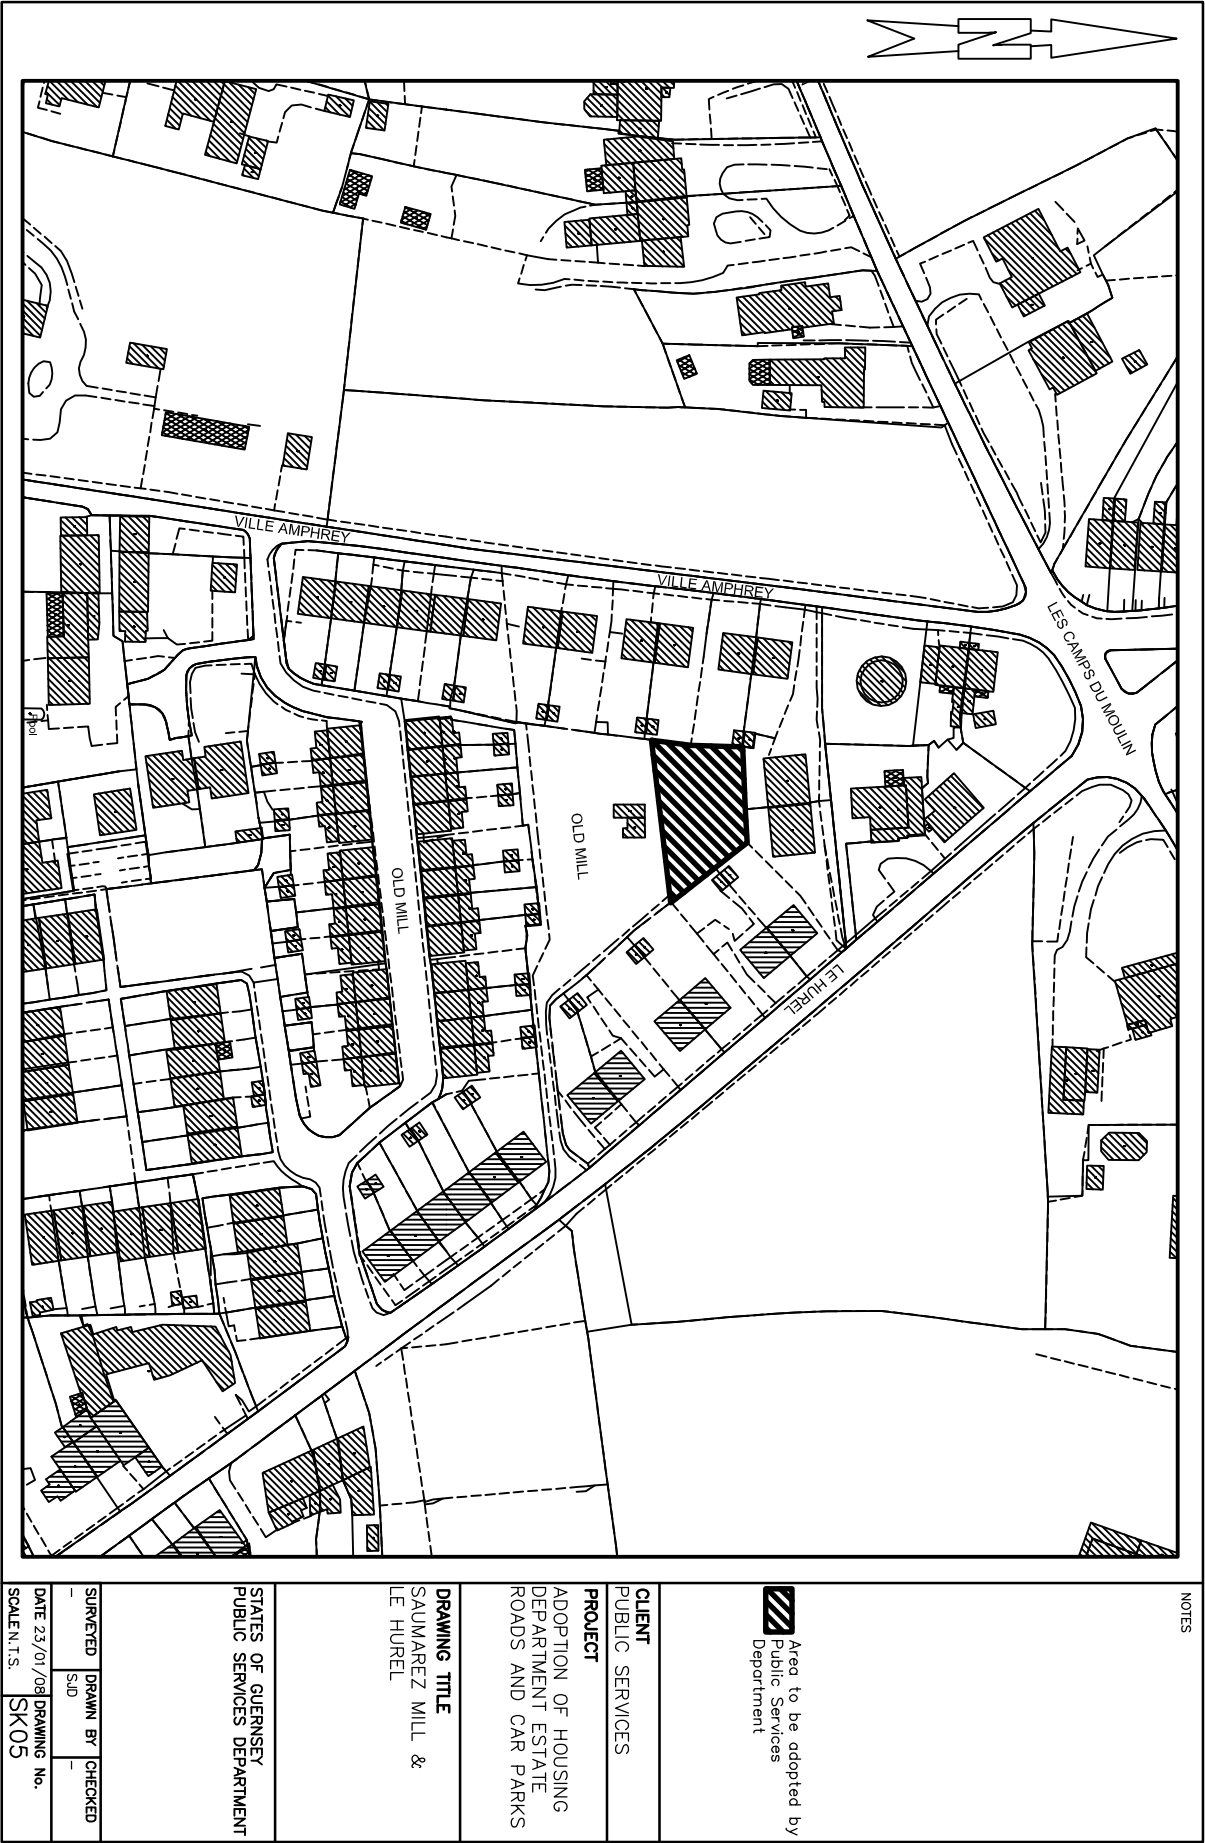 N
VILLE AMPHREY
VILLE AMPHREY
LES CAMPS DU MOULIN
OLD MILL
OLD MILL
LE HUREL
Pool
NOTES
Area to be adopted by
Public Services
Department
CLIENT
PUBLIC SERVICES
PROJECT
ADOPTION OF HOUSING
DEPARTMENT ESTATE
ROADS AND CAR PARKS
DRAWING TITLE
SAUMAREZ MILL &
LE HUREL
STATES OF GUERNSEY
PUBLIC SERVICES DEPARTMENT
SURVEYED DRAWN BY CHECKED
- SJD -
DATE 23/01/08 DRAWING No.
SCALE N.T.S. SK05